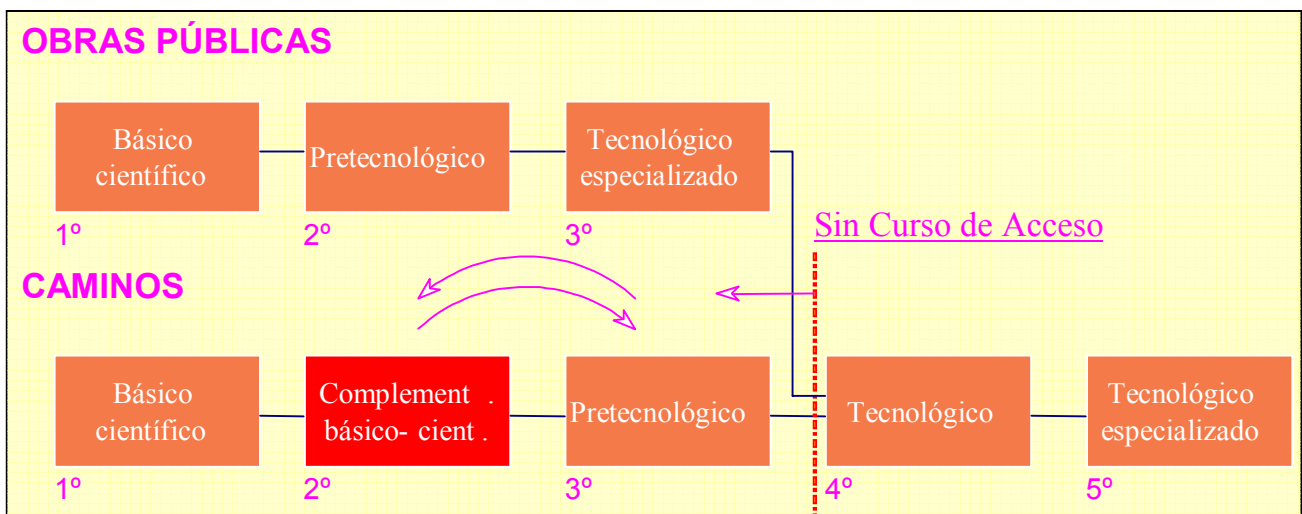 OBRAS PÚBLICAS
Básico
científico
Pretecnológico
Tecnológico
especializado
1º
2º
3º
Sin Curso de Acceso
CAMINOS
Básico
científico
Complement .
básico- cient .
Pretecnológico
Tecnológico
Tecnológico
especializado
1º
2º
3º
4º
5º